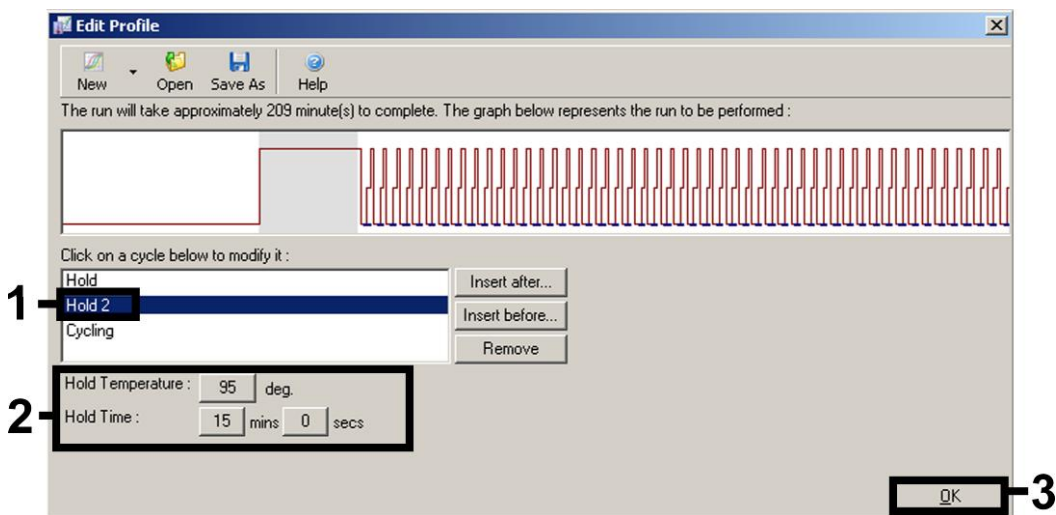 Edit Profile
New Open Save As Help
The run will take approximately 209 minute(s) to complete. The graph below represents the run to be performed :
Click on a cycle below to modify it :
Hold
Insert after...
1
Hold 2
Insert before...
Cycling
Remove
2
Hold Temperature : 95 deg.
Hold Time : 15 mins 0 secs
OK
3